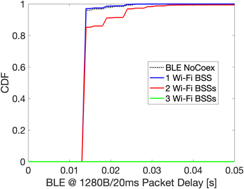 CDF
1
0.8
0.6
0.4
0.2
0
BLE NoCoex
1 Wi-Fi BSS
2 Wi-Fi BSSs
3 Wi-Fi BSSs
0 0.01 0.02 0.03 0.04 0.05
BLE @ 1280B/20ms Packet Delay [s]